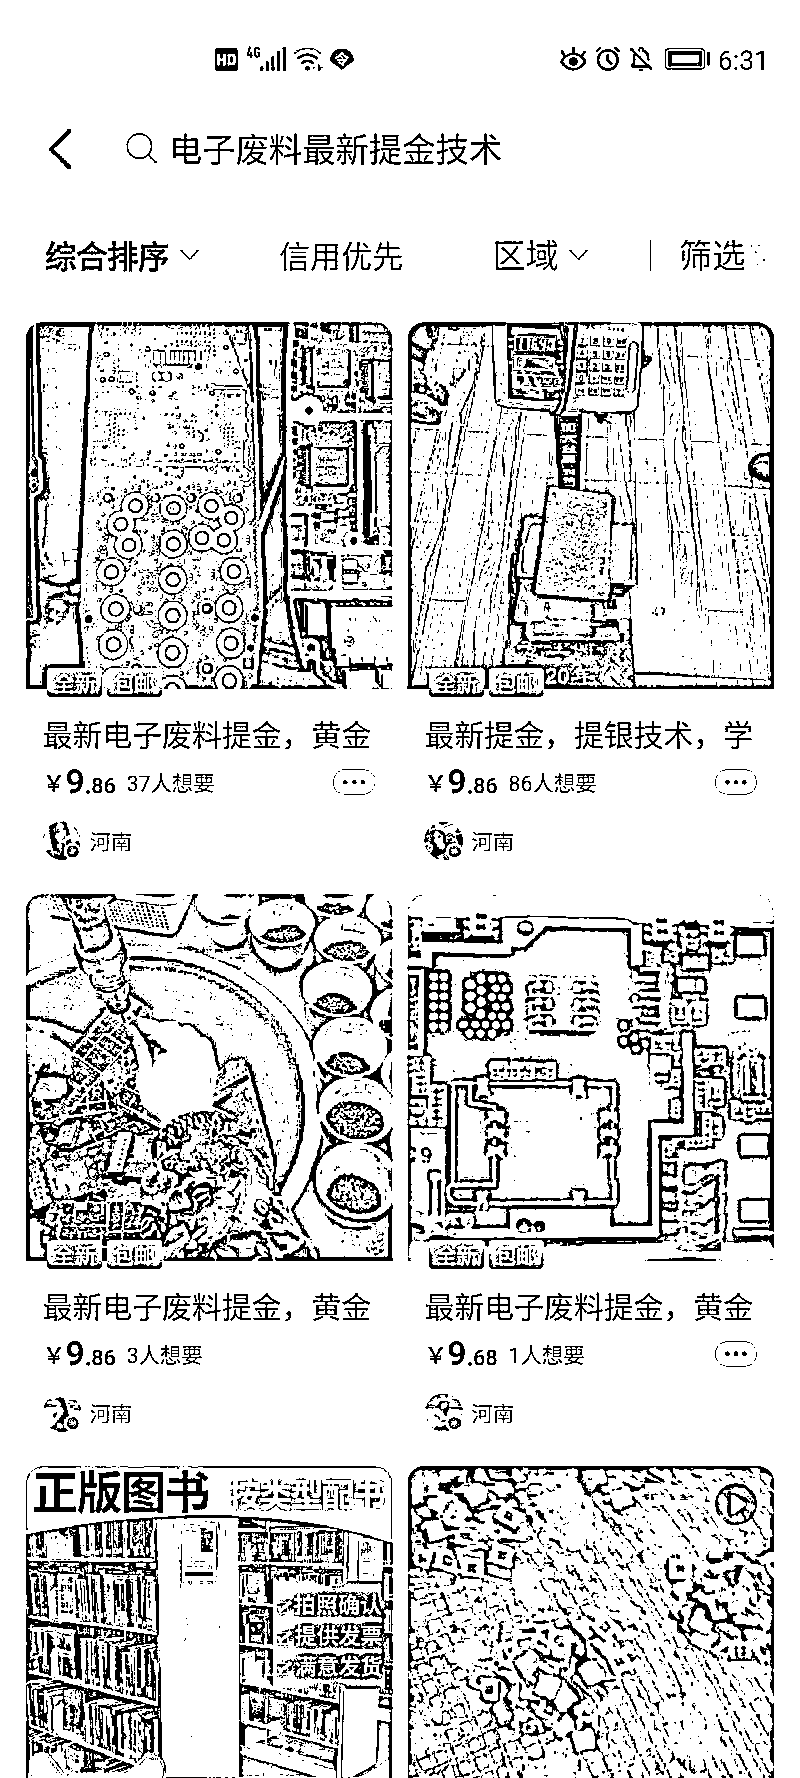 HD 4G 6:31
电子废料最新提金技术
综合排序 信用优先 区域 筛选
全新 包邮
全新 包邮
最新电子废料提金，黄金
¥9.86 37人想要
河南
最新提金，提银技术，学
¥9.86 86人想要
河南
全新 包邮
全新 包邮
最新电子废料提金，黄金
¥9.86 3人想要
河南
最新电子废料提金，黄金
¥9.68 1人想要
河南
正版图书 按类型配书
拍照确认
提供发票
满意发货